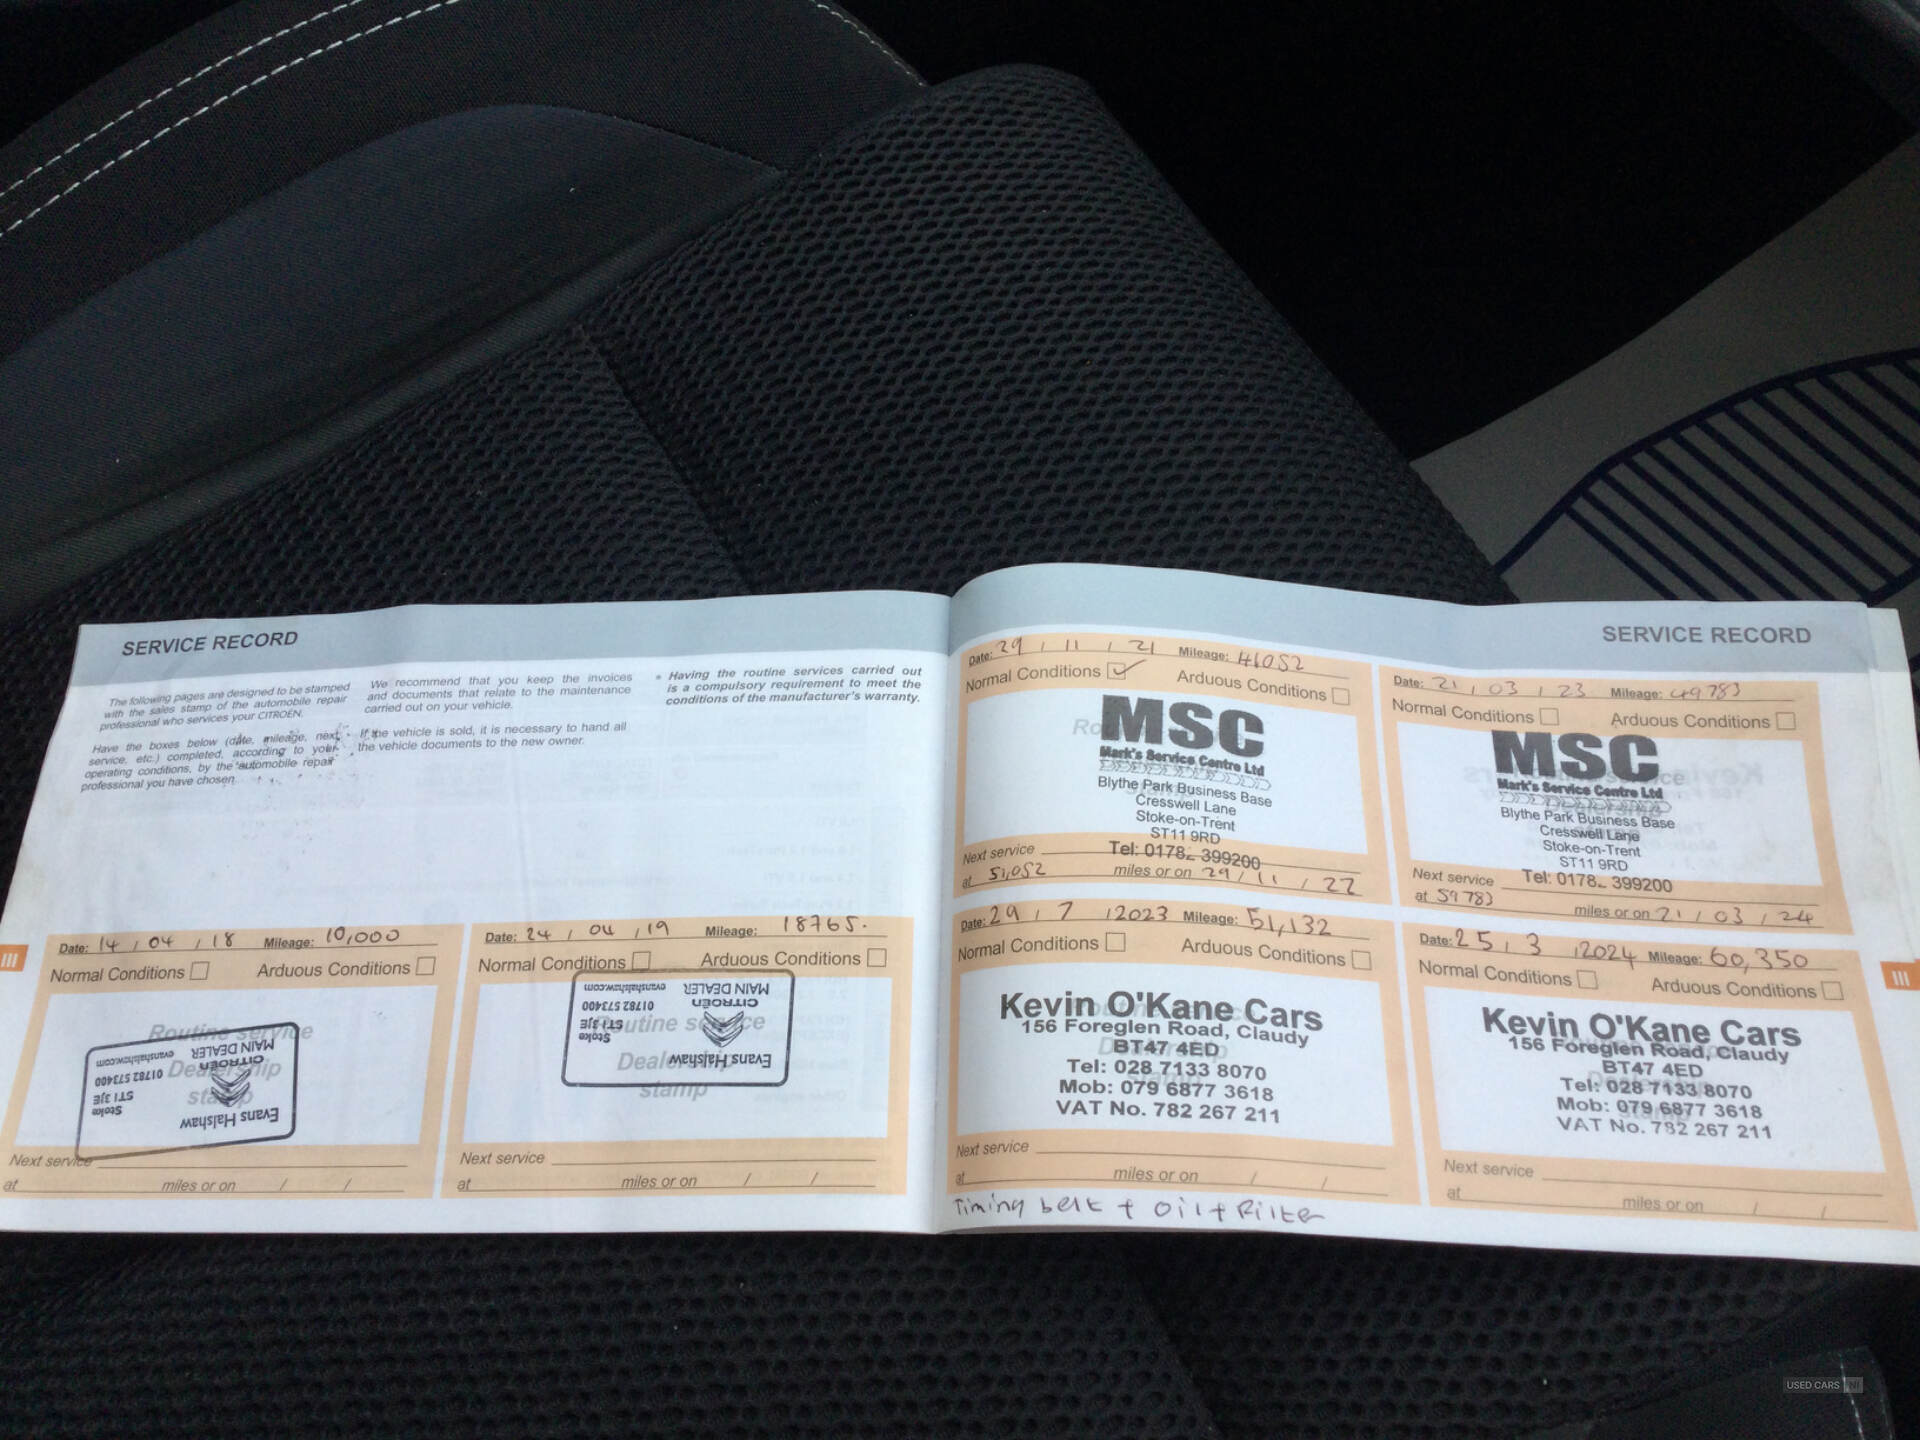 SERVICE RECORD
The following pages are designed to be stamped
with the sales stamp of the automobile repair
professional who services your CITROËN.
Have the boxes below (date, mileage, next
service, etc.) completed, according to your
operating conditions, by the automobile repair
professional you have chosen.
We recommend that you keep the invoices
and documents that relate to the maintenance
carried out on your vehicle.
If the vehicle is sold, it is necessary to hand all
the vehicle documents to the new owner.
• Having the routine services carried out
is a compulsory requirement to meet the
conditions of the manufacturer's warranty.
III
Date: 14 / 04 / 18 Mileage: 10,000
Normal Conditions Arduous Conditions
Routine service
Dealership
stamp
Evans Halshaw
Stoke
ST1 3JE
01782 573400
evanshalshaw.com
CITROËN
MAIN DEALER
Next service
at miles or on / /
Date: 24 / 04 / 19 Mileage: 18765.
Normal Conditions Arduous Conditions
Routine service
Dealership
stamp
Evans Halshaw
Stoke
ST1 3JE
01782 573400
evanshalshaw.com
CITROËN
MAIN DEALER
Next service
at miles or on / /
SERVICE RECORD
Date: 29 / 11 / 21 Mileage: 41052
Normal Conditions ✓ Arduous Conditions
MSC
Mark's Service Centre Ltd
Blythe Park Business Base
Cresswell Lane
Stoke-on-Trent
ST11 9RD
Tel: 01782 399200
Next service
at 51,052 miles or on 29 / 11 / 22
Date: 21 / 03 / 23 Mileage: 49783
Normal Conditions Arduous Conditions
MSC
Mark's Service Centre Ltd
Blythe Park Business Base
Cresswell Lane
Stoke-on-Trent
ST11 9RD
Tel: 01782 399200
Next service
at 59783 miles or on 21 / 03 / 24
Date: 29 / 7 / 2023 Mileage: 51,132
Normal Conditions Arduous Conditions
Kevin O'Kane Cars
156 Foreglen Road, Claudy
BT47 4ED
Tel: 028 7133 8070
Mob: 079 6877 3618
VAT No. 782 267 211
Next service
at miles or on / /
Timing belt + oil + Filter
Date: 25 / 3 / 2024 Mileage: 60,350
Normal Conditions Arduous Conditions
Kevin O'Kane Cars
156 Foreglen Road, Claudy
BT47 4ED
Tel: 028 7133 8070
Mob: 079 6877 3618
VAT No. 782 267 211
Next service
at miles or on / /
III
USED CARS NI